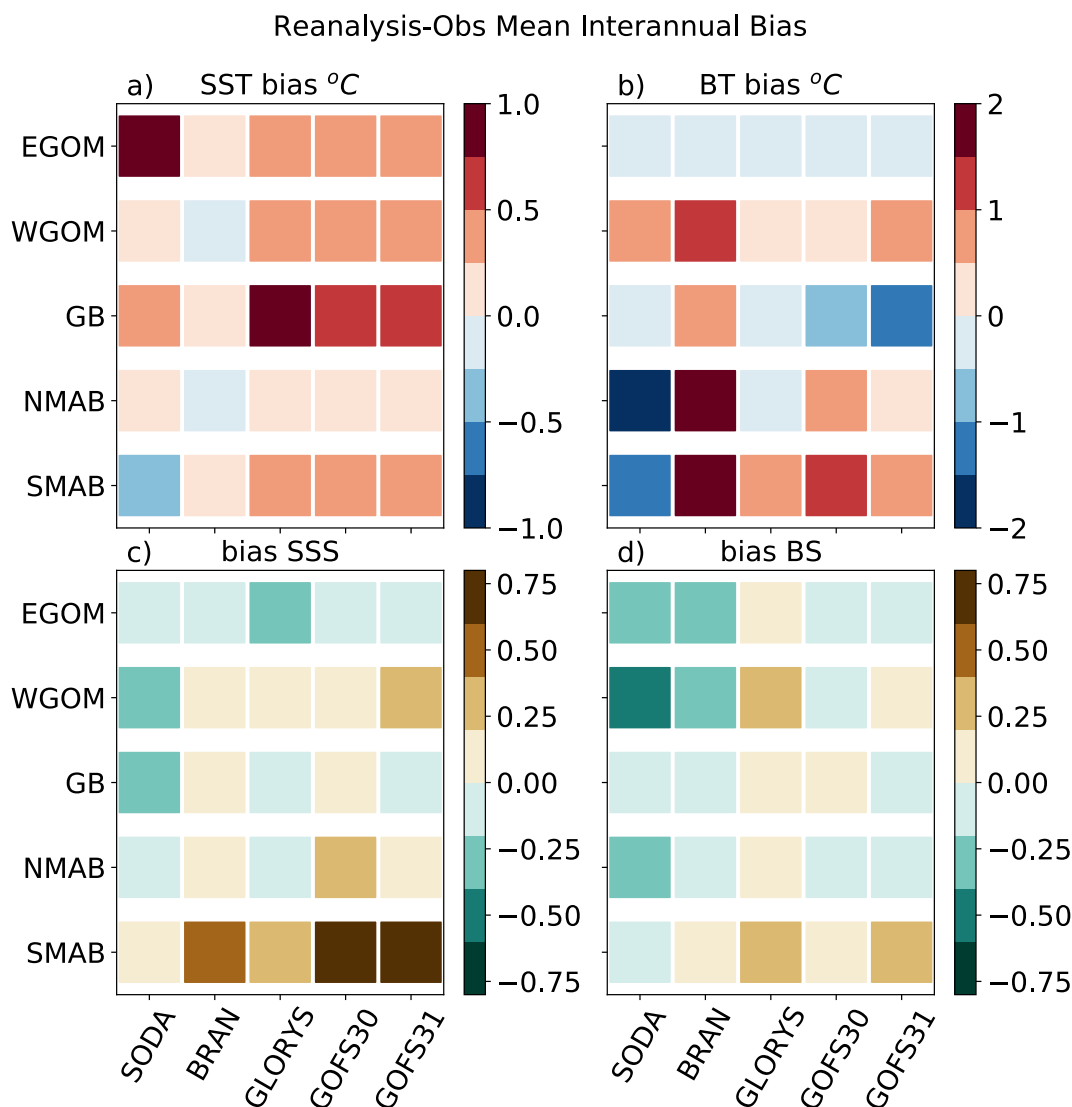 Reanalysis-Obs Mean Interannual Bias
a) SST bias °C
b) BT bias °C
EGOM
WGOM
GB
NMAB
SMAB
1.0
0.5
0.0
−0.5
−1.0
2
1
0
−1
−2
c) bias SSS
d) bias BS
EGOM
WGOM
GB
NMAB
SMAB
0.75
0.50
0.25
0.00
−0.25
−0.50
−0.75
0.75
0.50
0.25
0.00
−0.25
−0.50
−0.75
SODA
BRAN
GLORYS
GOFS30
GOFS31
SODA
BRAN
GLORYS
GOFS30
GOFS31